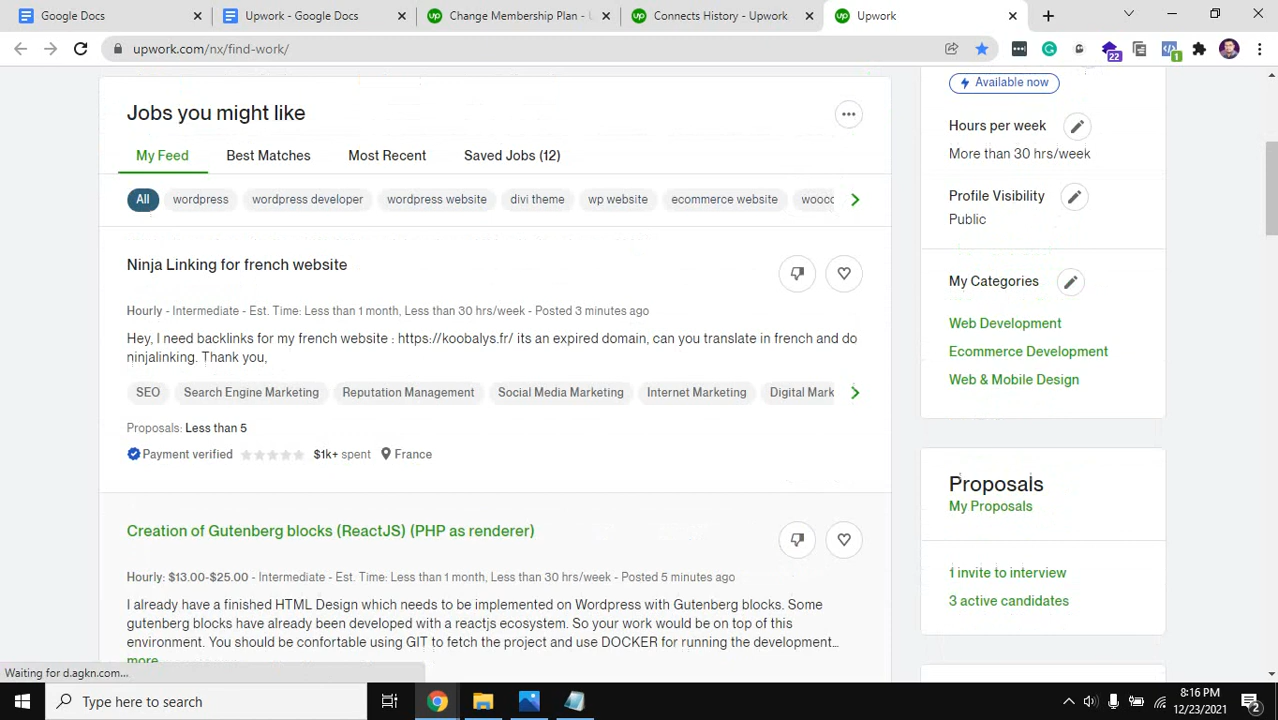 Google Docs
Upwork - Google Docs
Change Membership Plan -
Connects History - Upwork
Upwork
upwork.com/nx/find-work/
22
1
Jobs you might like
My Feed
Best Matches
Most Recent
Saved Jobs (12)
All
wordpress
wordpress developer
wordpress website
divi theme
wp website
ecommerce website
wooco
Ninja Linking for french website
Hourly - Intermediate - Est. Time: Less than 1 month, Less than 30 hrs/week - Posted 3 minutes ago
Hey, I need backlinks for my french website : https://koobalys.fr/ its an expired domain, can you translate in french and do
ninjalinking. Thank you,
SEO
Search Engine Marketing
Reputation Management
Social Media Marketing
Internet Marketing
Digital Mark
Proposals: Less than 5
Payment verified
$1k+ spent
France
Creation of Gutenberg blocks (ReactJS) (PHP as renderer)
Hourly: $13.00-$25.00 - Intermediate - Est. Time: Less than 1 month, Less than 30 hrs/week - Posted 5 minutes ago
I already have a finished HTML Design which needs to be implemented on Wordpress with Gutenberg blocks. Some
gutenberg blocks have already been developed with a reactjs ecosystem. So your work would be on top of this
environment. You should be confortable using GIT to fetch the project and use DOCKER for running the development...
more
Available now
Hours per week
More than 30 hrs/week
Profile Visibility
Public
My Categories
Web Development
Ecommerce Development
Web & Mobile Design
Proposals
My Proposals
1 invite to interview
3 active candidates
Waiting for d.agkn.com...
Type here to search
8:16 PM
12/23/2021
2